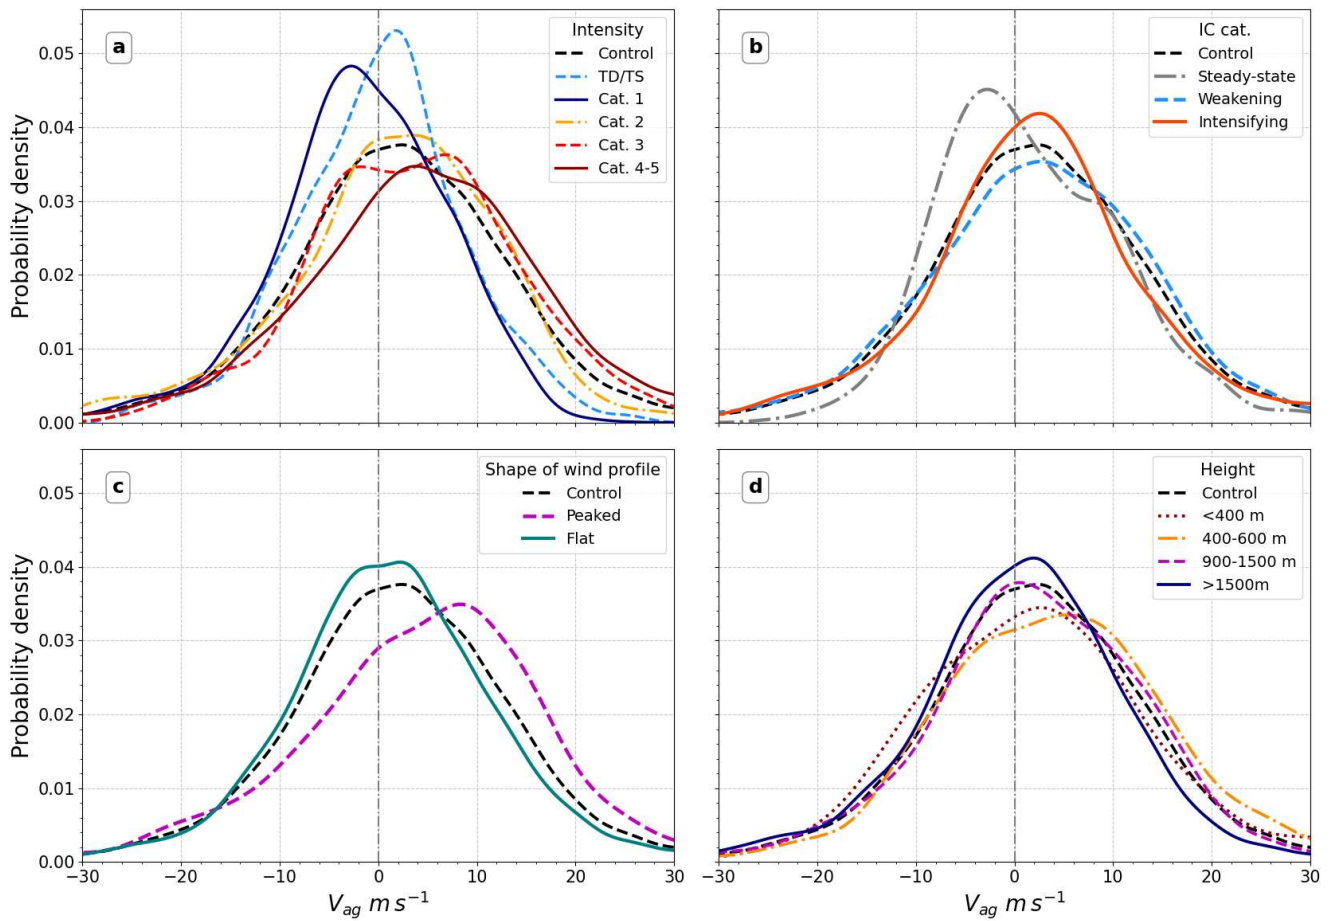 a
Intensity
Control
TD/TS
Cat. 1
Cat. 2
Cat. 3
Cat. 4-5
Probability density
0.05
0.04
0.03
0.02
0.01
0.00
b
IC cat.
Control
Steady-state
Weakening
Intensifying
c
Shape of wind profile
Control
Peaked
Flat
Probability density
0.05
0.04
0.03
0.02
0.01
0.00
−30 −20 −10 0 10 20 30
V_ag m s⁻¹
d
Height
Control
<400 m
400-600 m
900-1500 m
>1500m
−30 −20 −10 0 10 20 30
V_ag m s⁻¹